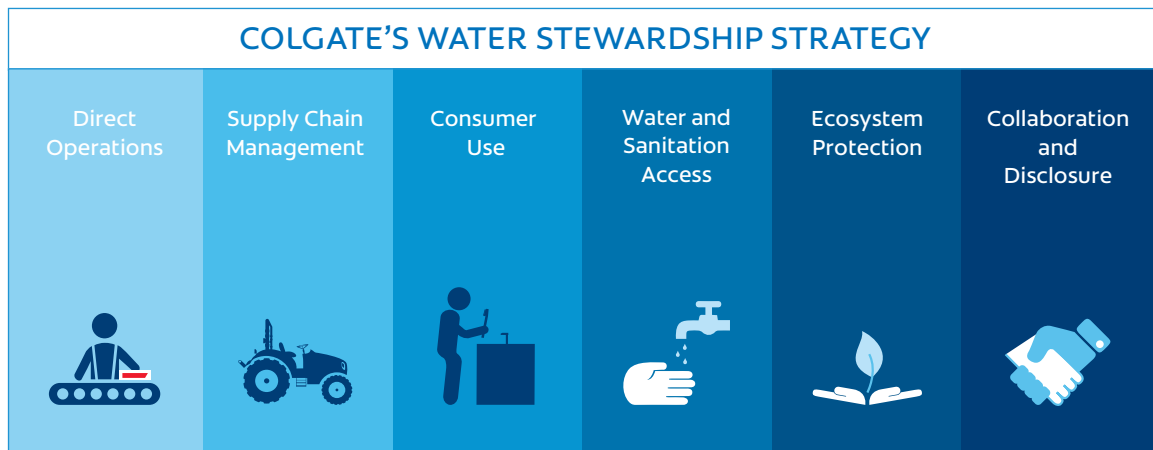 COLGATE’S WATER STEWARDSHIP STRATEGY
Direct
Operations
Supply Chain
Management
Consumer
Use
Water and
Sanitation
Access
Ecosystem
Protection
Collaboration
and
Disclosure